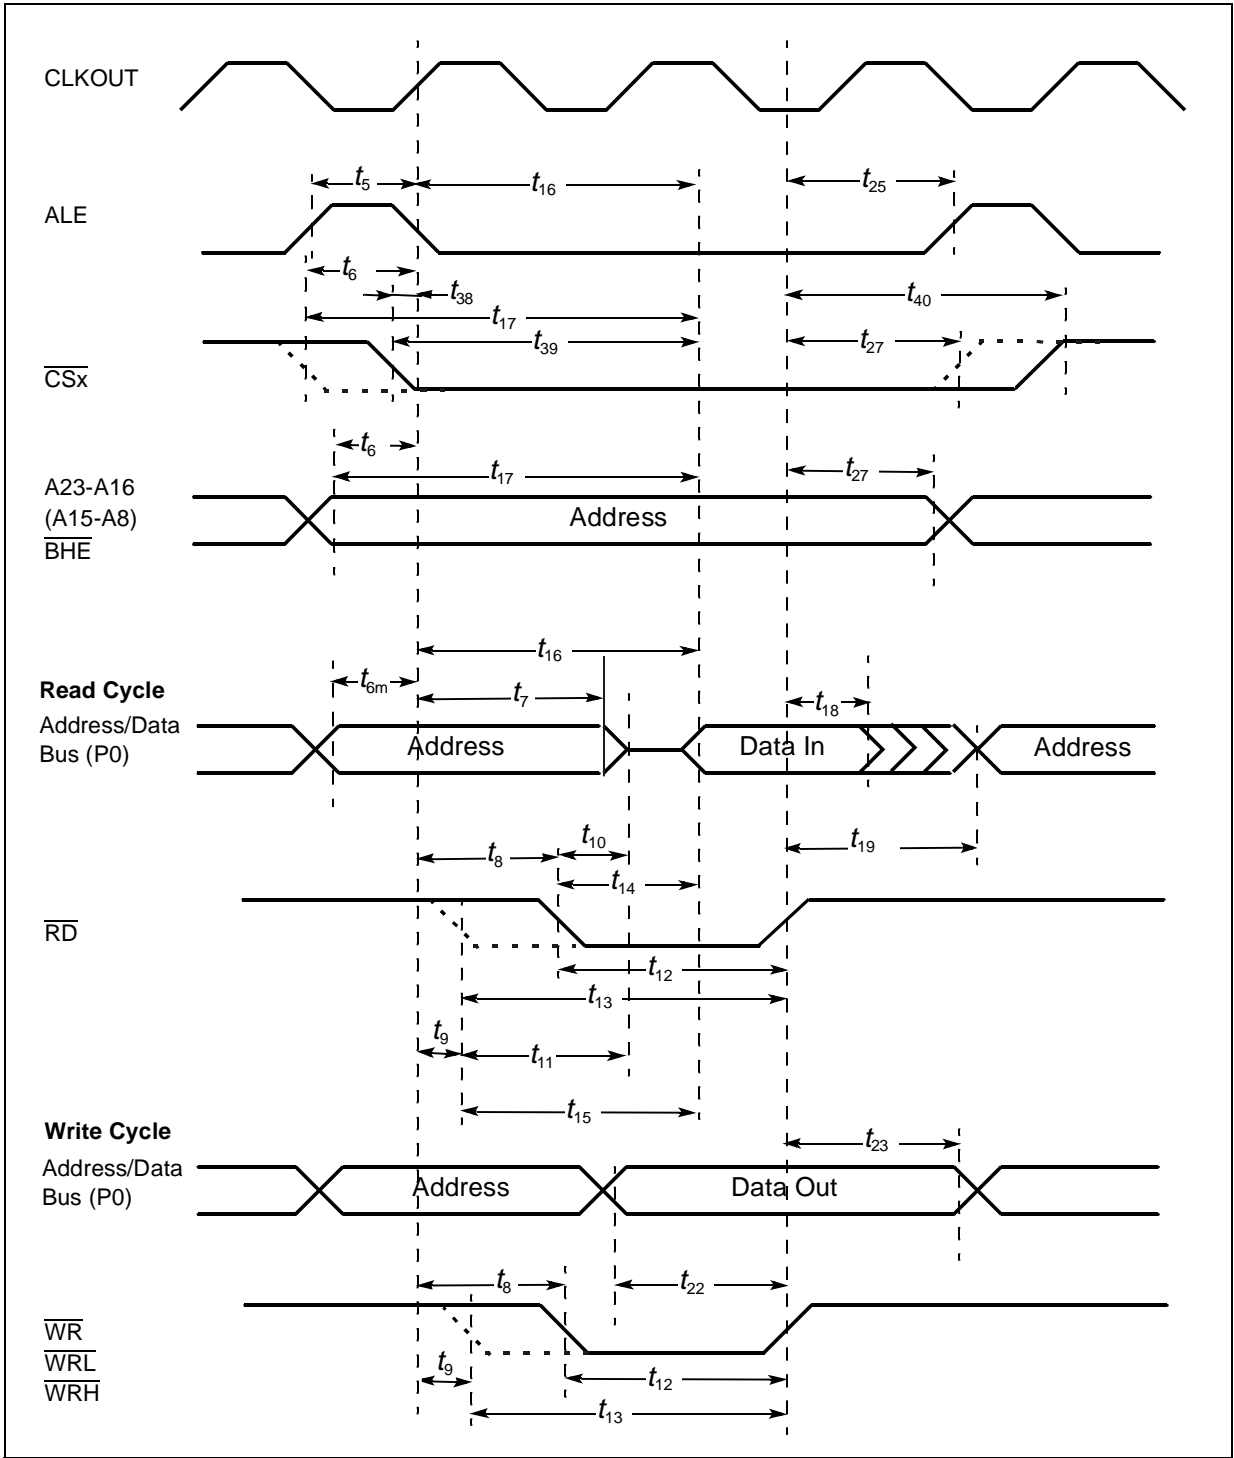 CLKOUT
t5
t16
t25
ALE
t6
t38
t40
t17
t39
t27
CSx
t6
t17
t27
A23-A16
(A15-A8)
BHE
Address
t16
Read Cycle
t6m
t7
t18
Address/Data
Bus (P0)
Address
Data In
Address
t8
t10
t19
t14
RD
t12
t13
t9
t11
t15
Write Cycle
t23
Address/Data
Bus (P0)
Address
Data Out
t8
t22
WR
WRL
WRH
t9
t12
t13